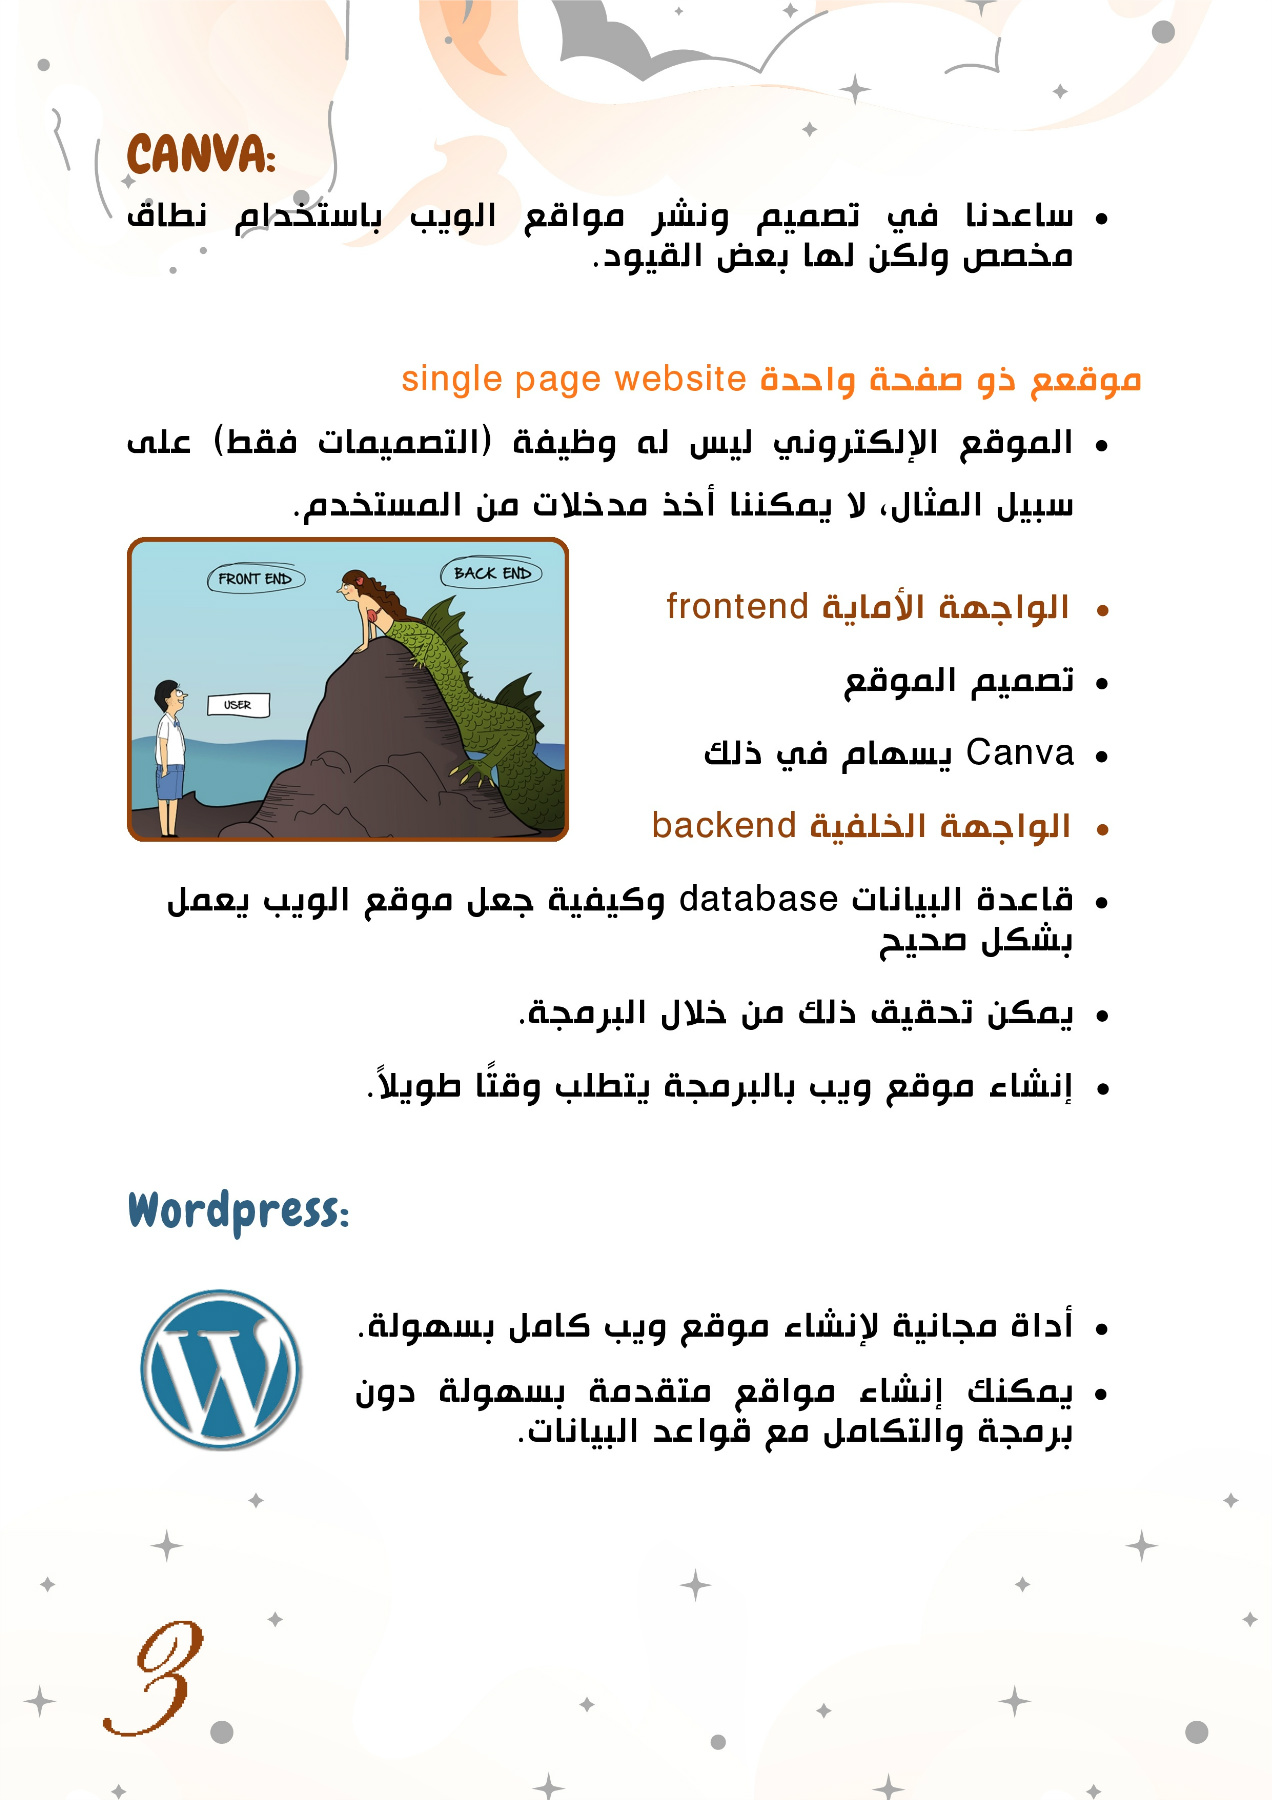 CANVA:
• ساعدنا في تصميم ونشر مواقع الويب باستخدام نطاق
مخصص ولكن لها بعض القيود.
موقعع ذو صفحة واحدة single page website
• الموقع الإلكتروني ليس له وظيفة (التصميمات فقط) على
سبيل المثال، لا يمكننا أخذ مدخلات من المستخدم.
FRONT END
BACK END
USER
• الواجهة الأماية frontend
• تصميم الموقع
• Canva يسهام في ذلك
• الواجهة الخلفية backend
• قاعدة البيانات database وكيفية جعل موقع الويب يعمل
بشكل صحيح
• يمكن تحقيق ذلك من خلال البرمجة.
• إنشاء موقع ويب بالبرمجة يتطلب وقتًا طويلاً.
Wordpress:
• أداة مجانية لإنشاء موقع ويب كامل بسهولة.
• يمكنك إنشاء مواقع متقدمة بسهولة دون
برمجة والتكامل مع قواعد البيانات.
3